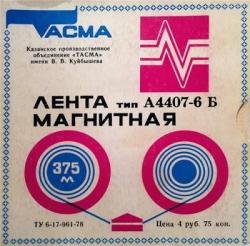 ТАСМА
Казанское производственное
объединение «ТАСМА»
имени В. В. Куйбышева
ЛЕНТА тип А4407-6 Б
МАГНИТНАЯ
375
М
ТУ 6-17-961-78
Цена 4 руб. 75 коп.